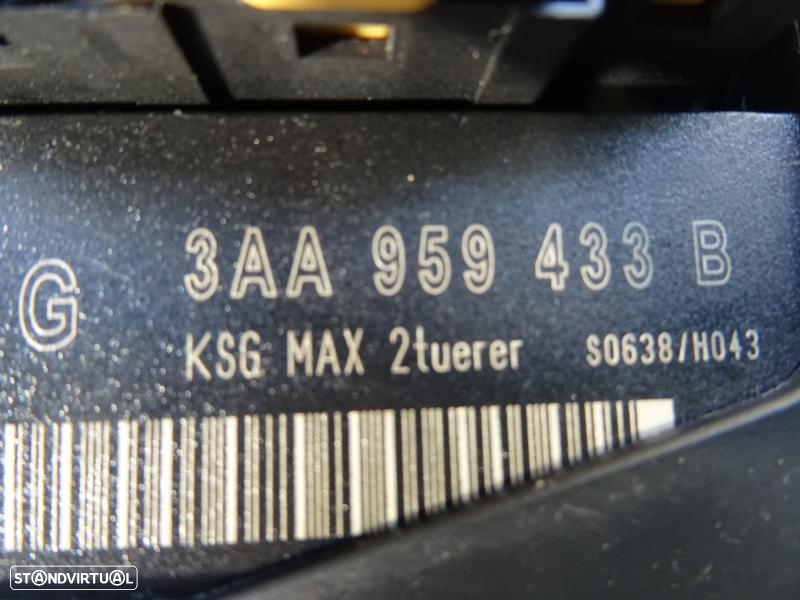 G 3AA 959 433 B
KSG MAX 2tuerer S0638/H043
STANDVIRTUAL